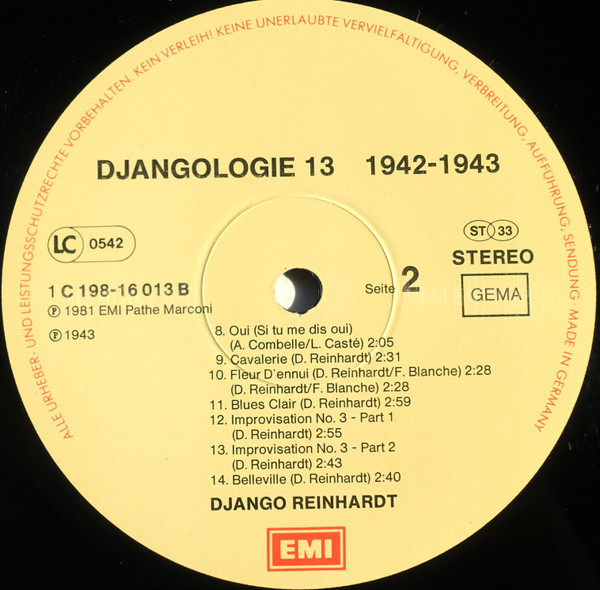 ALLE URHEBER- UND LEISTUNGSSCHUTZRECHTE VORBEHALTEN. KEIN VERLEIH! KEINE UNERLAUBTE VERVIELFÄLTIGUNG, VERBREITUNG, AUFFÜHRUNG, SENDUNG · MADE IN GERMANY
DJANGOLOGIE 13 1942-1943
LC 0542
ST 33
STEREO
GEMA
1 C 198-16 013 B
Ⓟ 1981 EMI Pathe Marconi
Ⓟ 1943
Seite 2
8. Oui (Si tu me dis oui)
(A. Combelle/L. Casté) 2:05
9. Cavalerie (D. Reinhardt) 2:31
10. Fleur D'ennui (D. Reinhardt/F. Blanche) 2:28
(D. Reinhardt/F. Blanche) 2:28
11. Blues Clair (D. Reinhardt) 2:59
12. Improvisation No. 3 - Part 1
(D. Reinhardt) 2:55
13. Improvisation No. 3 - Part 2
(D. Reinhardt) 2:43
14. Belleville (D. Reinhardt) 2:40
DJANGO REINHARDT
EMI